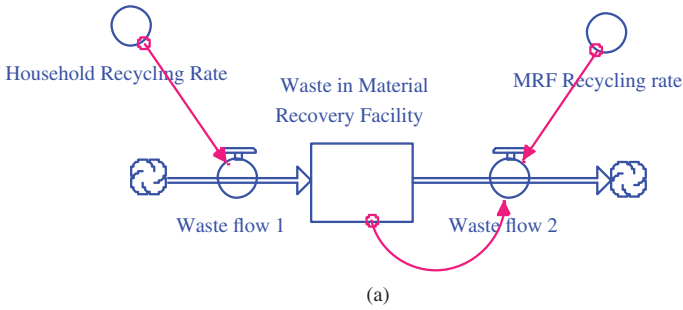 Household Recycling Rate
Waste in Material
Recovery Facility
MRF Recycling rate
Waste flow 1
Waste flow 2
(a)